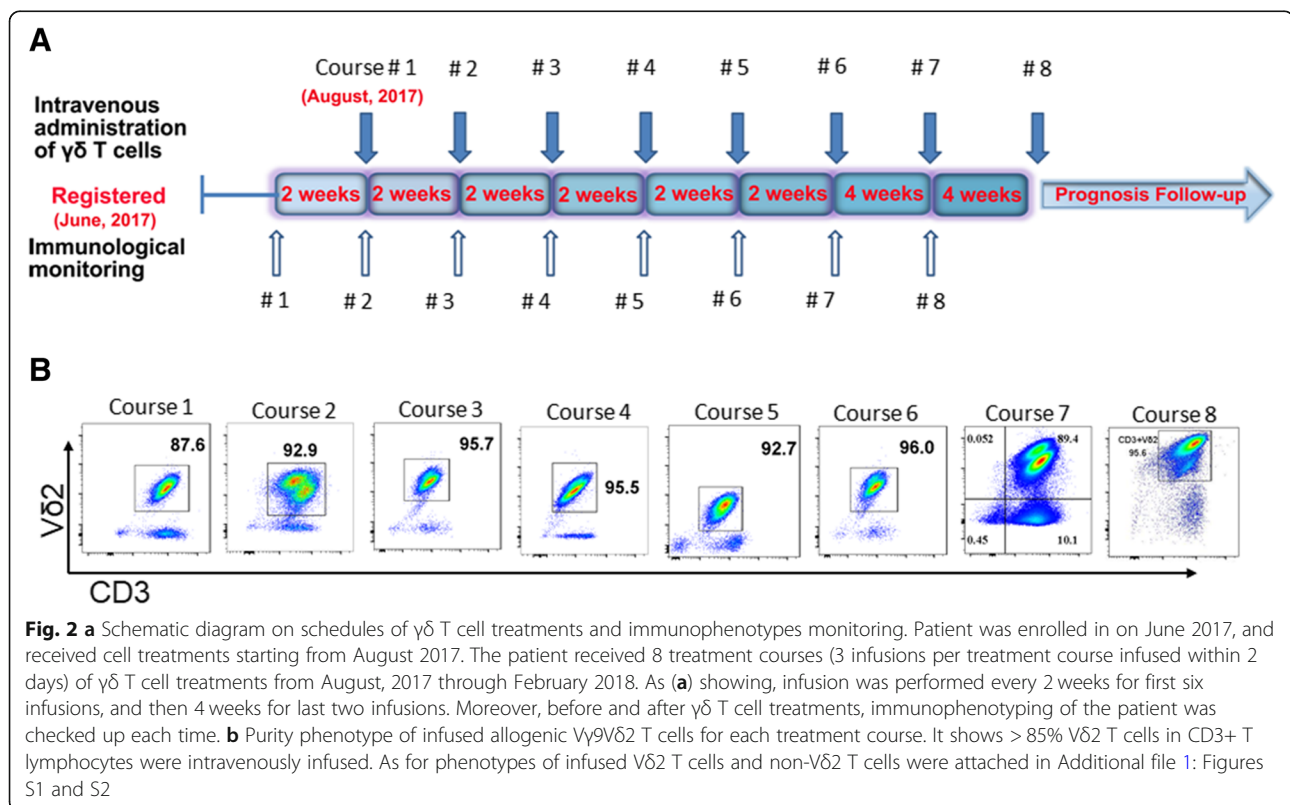 A
Course # 1
(August, 2017)
# 2
# 3
# 4
# 5
# 6
# 7
# 8
Intravenous
administration
of γδ T cells
Registered
(June, 2017)
2 weeks
2 weeks
2 weeks
2 weeks
2 weeks
2 weeks
4 weeks
4 weeks
Prognosis Follow-up
Immunological
monitoring
# 1
# 2
# 3
# 4
# 5
# 6
# 7
# 8
B
Course 1
Course 2
Course 3
Course 4
Course 5
Course 6
Course 7
Course 8
87.6
92.9
95.7
95.5
92.7
96.0
0.052
89.4
0.45
10.1
CD3+Vδ2
95.6
Vδ2
CD3
Fig. 2 a Schematic diagram on schedules of γδ T cell treatments and immunophenotypes monitoring. Patient was enrolled in on June 2017, and
received cell treatments starting from August 2017. The patient received 8 treatment courses (3 infusions per treatment course infused within 2
days) of γδ T cell treatments from August, 2017 through February 2018. As (a) showing, infusion was performed every 2 weeks for first six
infusions, and then 4 weeks for last two infusions. Moreover, before and after γδ T cell treatments, immunophenotyping of the patient was
checked up each time. b Purity phenotype of infused allogenic Vγ9Vδ2 T cells for each treatment course. It shows > 85% Vδ2 T cells in CD3+ T
lymphocytes were intravenously infused. As for phenotypes of infused Vδ2 T cells and non-Vδ2 T cells were attached in Additional file 1: Figures
S1 and S2